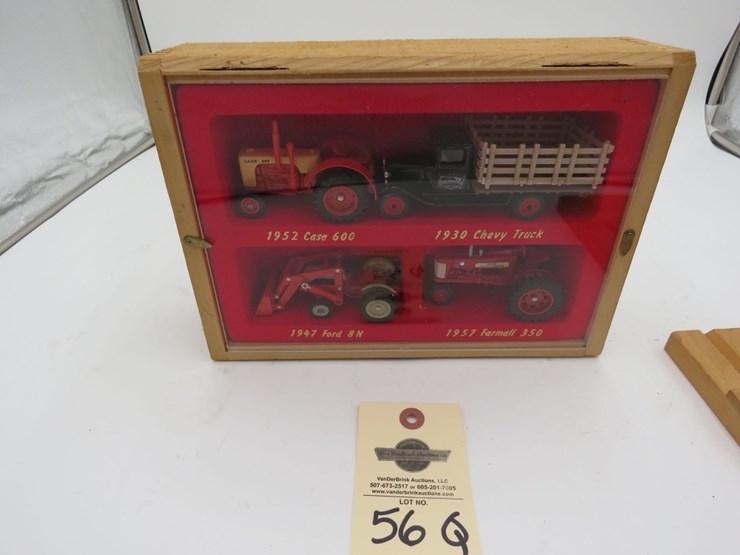 CASE 600
1952 Case 600
1930 Chevy Truck
1947 Ford 8N
1957 Farmall 350
VanDerBrink Auctions, LLC
507-673-2517 or 605-201-7005
www.vanderbrinkauctions.com
LOT NO.
56 Q